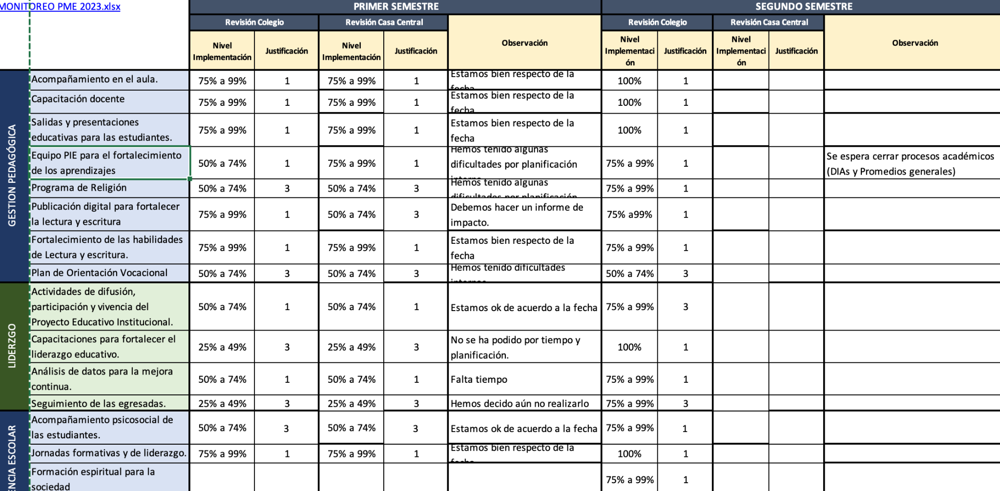 MONITOREO PME 2023.xlsx
PRIMER SEMESTRE
SEGUNDO SEMESTRE
Revisión Colegio
Revisión Casa Central
Observación
Revisión Colegio
Revisión Casa Central
Observación
Nivel
Implementación
Justificación
Nivel
Implementación
Justificación
Nivel
Implementaci
ón
Justificación
Nivel
Implementaci
ón
Justificación
GESTION PEDAGÓGICA
Acompañamiento en el aula.
75% a 99%
1
75% a 99%
1
Estamos bien respecto de la
fecha
100%
1
Capacitación docente
75% a 99%
1
75% a 99%
1
Estamos bien respecto de la
fecha
100%
1
Salidas y presentaciones
educativas para las estudiantes.
75% a 99%
1
75% a 99%
1
Estamos bien respecto de la
fecha
100%
1
Equipo PIE para el fortalecimiento
de los aprendizajes
50% a 74%
1
75% a 99%
1
Hemos tenido algunas
dificultades por planificación
interna
75% a 99%
1
Se espera cerrar procesos académicos
(DIAs y Promedios generales)
Programa de Religión
50% a 74%
3
50% a 74%
3
Hemos tenido algunas
dificultades por planificación
75% a 99%
1
Publicación digital para fortalecer
la lectura y escritura
75% a 99%
1
50% a 74%
3
Debemos hacer un informe de
impacto.
75% a99%
1
Fortalecimiento de las habilidades
de Lectura y escritura.
75% a 99%
1
75% a 99%
1
Estamos bien respecto de la
fecha
75% a 99%
1
Plan de Orientación Vocacional
50% a 74%
3
50% a 74%
3
Hemos tenido dificultades
50% a 74%
3
LIDERZGO
Actividades de difusión,
participación y vivencia del
Proyecto Educativo Institucional.
50% a 74%
1
50% a 74%
1
Estamos ok de acuerdo a la fecha
75% a 99%
3
Capacitaciones para fortalecer el
liderazgo educativo.
25% a 49%
3
25% a 49%
3
No se ha podido por tiempo y
planificación.
100%
1
Análisis de datos para la mejora
continua.
50% a 74%
1
50% a 74%
1
Falta tiempo
75% a 99%
1
Seguimiento de las egresadas.
25% a 49%
3
25% a 49%
3
Hemos decido aún no realizarlo
75% a 99%
3
ENCIA ESCOLAR
Acompañamiento psicosocial de
las estudiantes.
50% a 74%
3
50% a 74%
3
Estamos ok de acuerdo a la fecha
75% a 99%
1
Jornadas formativas y de liderazgo.
75% a 99%
1
75% a 99%
1
Estamos bien respecto de la
fecha
100%
1
Formación espiritual para la
sociedad
75% a 99%
1